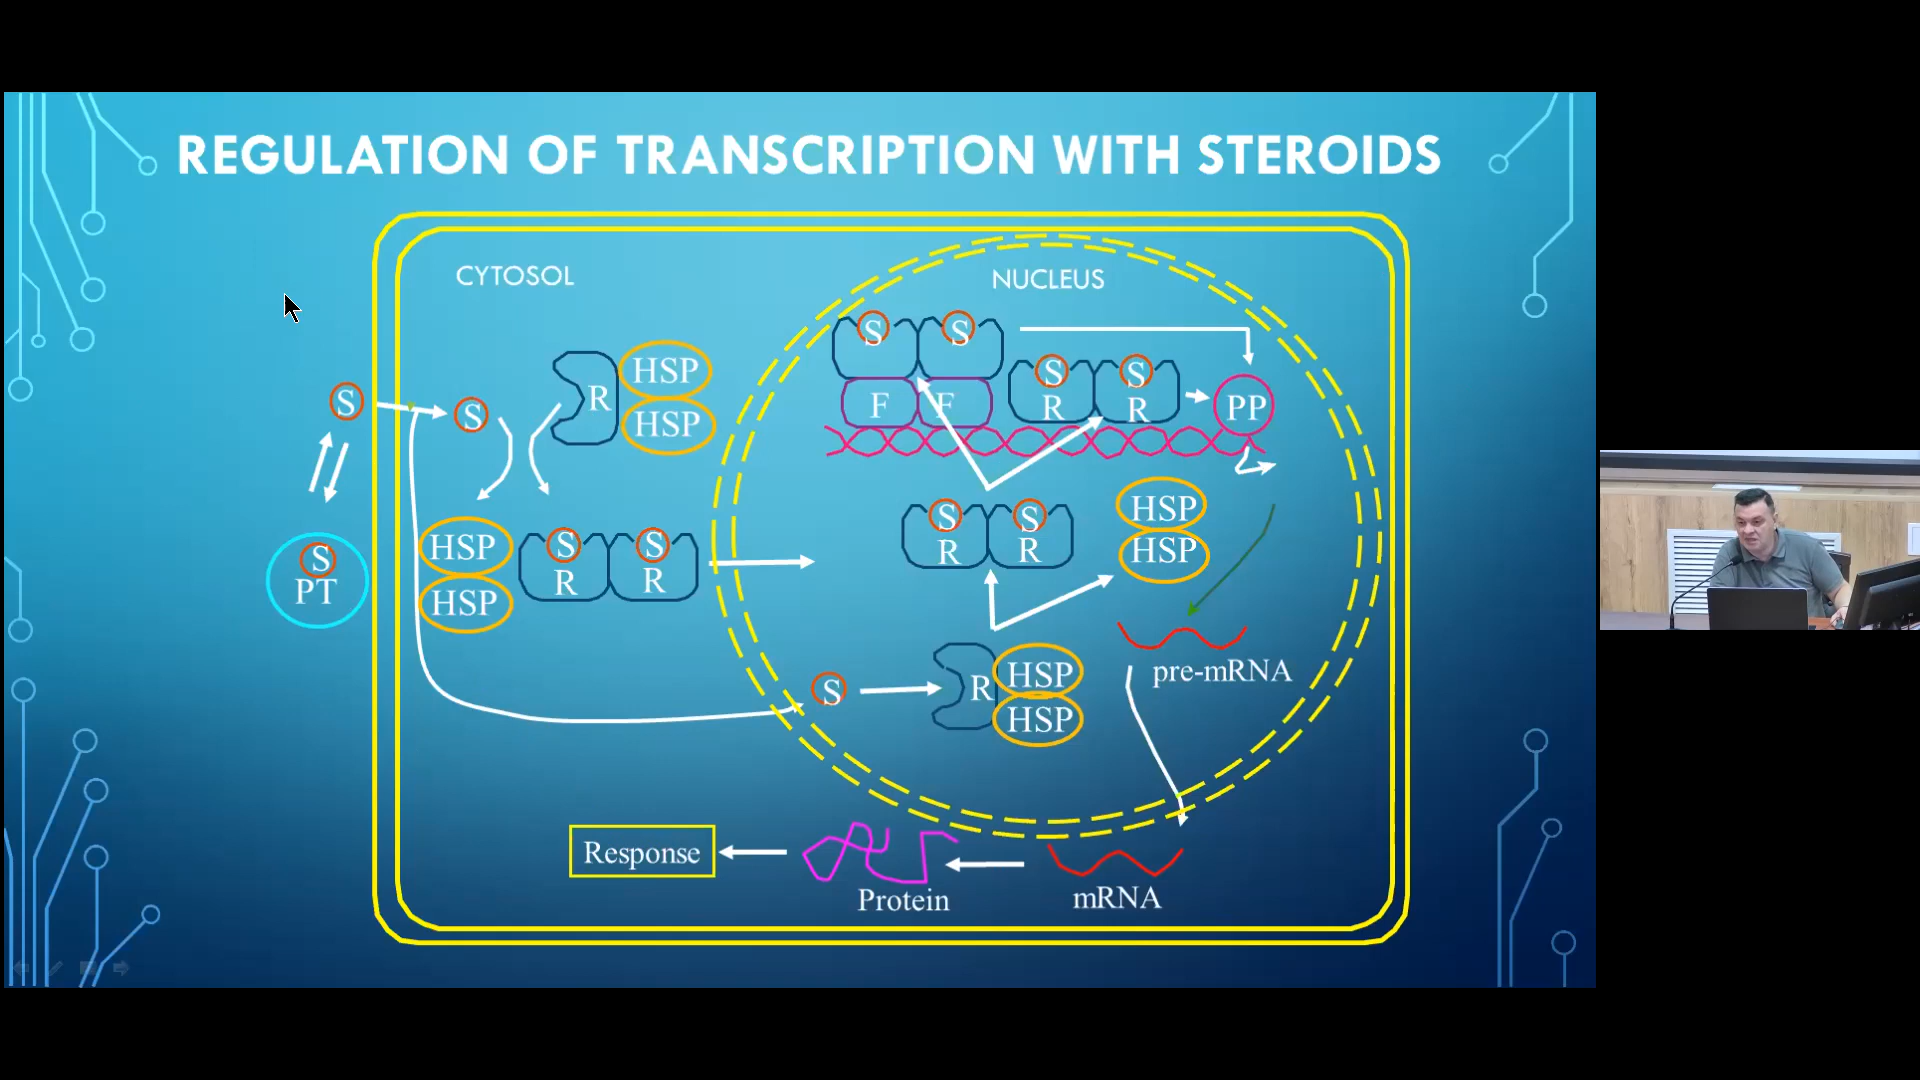 REGULATION OF TRANSCRIPTION WITH STEROIDS
CYTOSOL
NUCLEUS
S
S
S
PT
R
HSP
HSP
HSP
HSP
S
R
S
R
S
S
F
F
S
R
S
R
PP
S
R
S
R
HSP
HSP
S
R
HSP
HSP
pre-mRNA
mRNA
Protein
Response